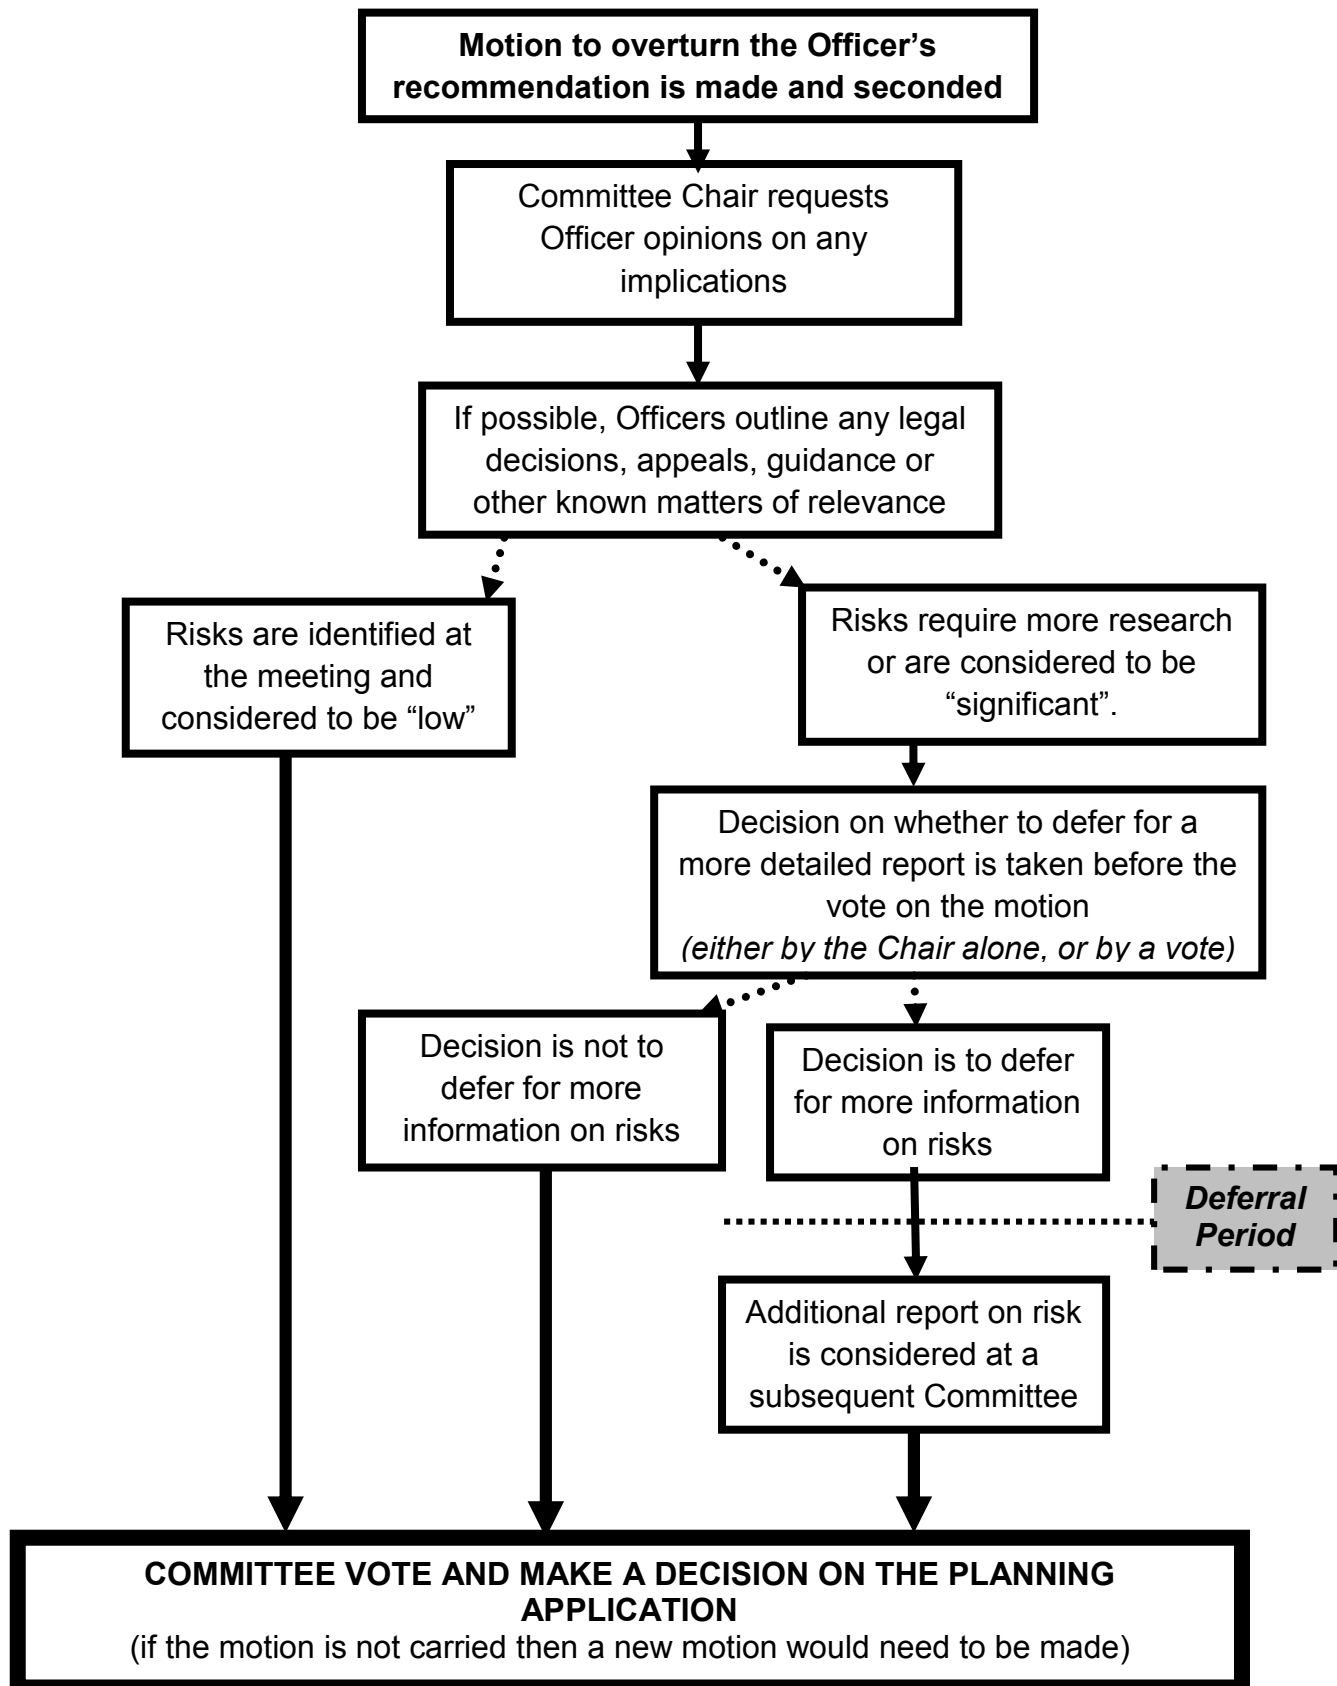 Motion to overturn the Officer’s
recommendation is made and seconded
Committee Chair requests
Officer opinions on any
implications
If possible, Officers outline any legal
decisions, appeals, guidance or
other known matters of relevance
Risks are identified at
the meeting and
considered to be “low”
Risks require more research
or are considered to be
“significant”.
Decision on whether to defer for a
more detailed report is taken before the
vote on the motion
(either by the Chair alone, or by a vote)
Decision is not to
defer for more
information on risks
Decision is to defer
for more information
on risks
Deferral
Period
Additional report on risk
is considered at a
subsequent Committee
COMMITTEE VOTE AND MAKE A DECISION ON THE PLANNING
APPLICATION
(if the motion is not carried then a new motion would need to be made)